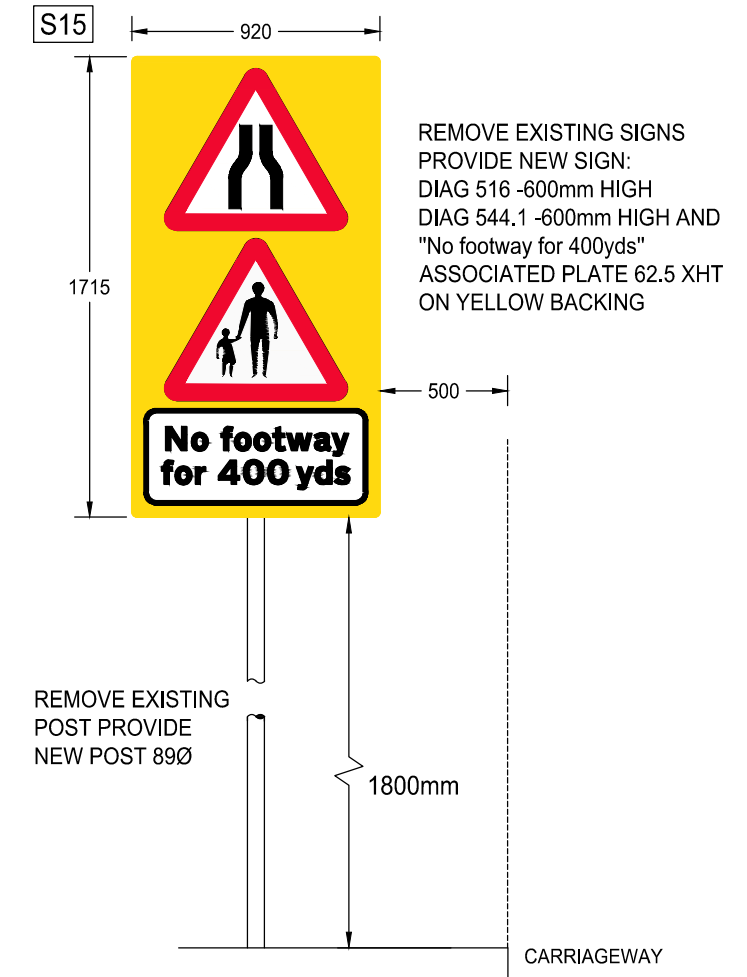 S15
920
REMOVE EXISTING SIGNS
PROVIDE NEW SIGN:
DIAG 516 -600mm HIGH
DIAG 544.1 -600mm HIGH AND
"No footway for 400yds"
ASSOCIATED PLATE 62.5 XHT
ON YELLOW BACKING
1715
500
No footway
for 400 yds
REMOVE EXISTING
POST PROVIDE
NEW POST 89Ø
1800mm
CARRIAGEWAY